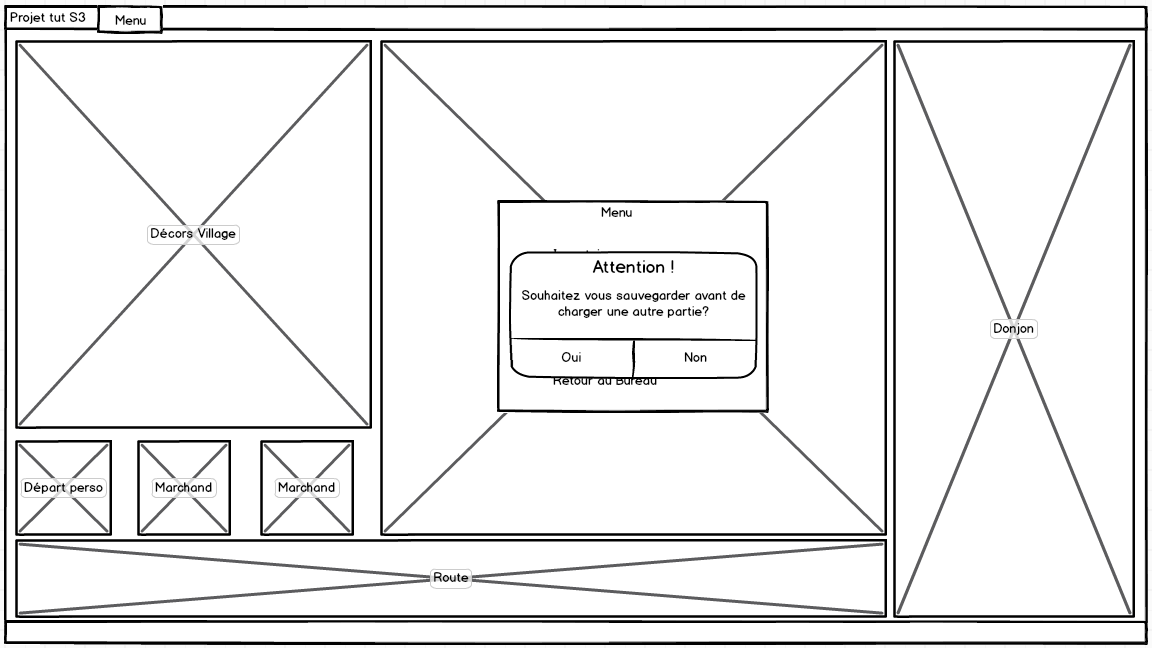 Projet tut S3
Menu
Décors Village
Menu
Attention !
Souhaitez vous sauvegarder avant de
charger une autre partie?
Oui
Non
Retour au Bureau
Donjon
Départ perso
Marchand
Marchand
Route